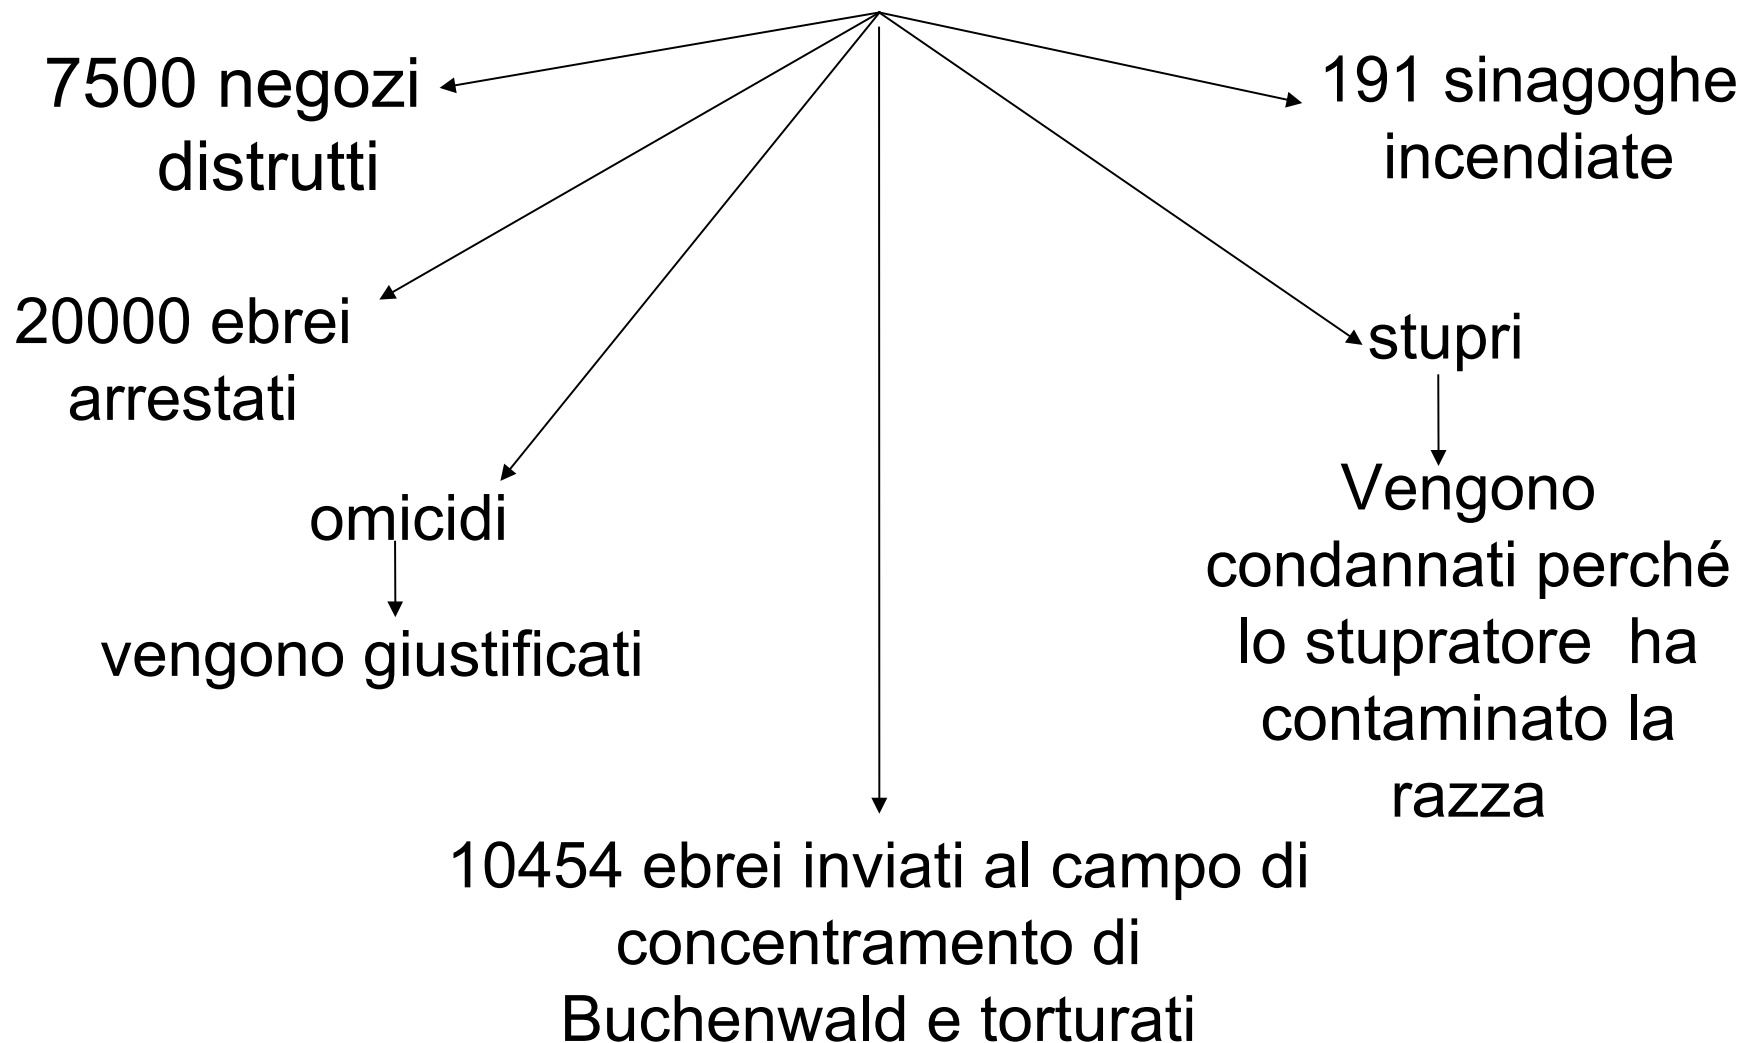 7500 negozi
distrutti
191 sinagoghe
incendiate
20000 ebrei
arrestati
stupri
omicidi
vengono giustificati
Vengono
condannati perché
lo stupratore  ha
contaminato la
razza
10454 ebrei inviati al campo di
concentramento di
Buchenwald e torturati